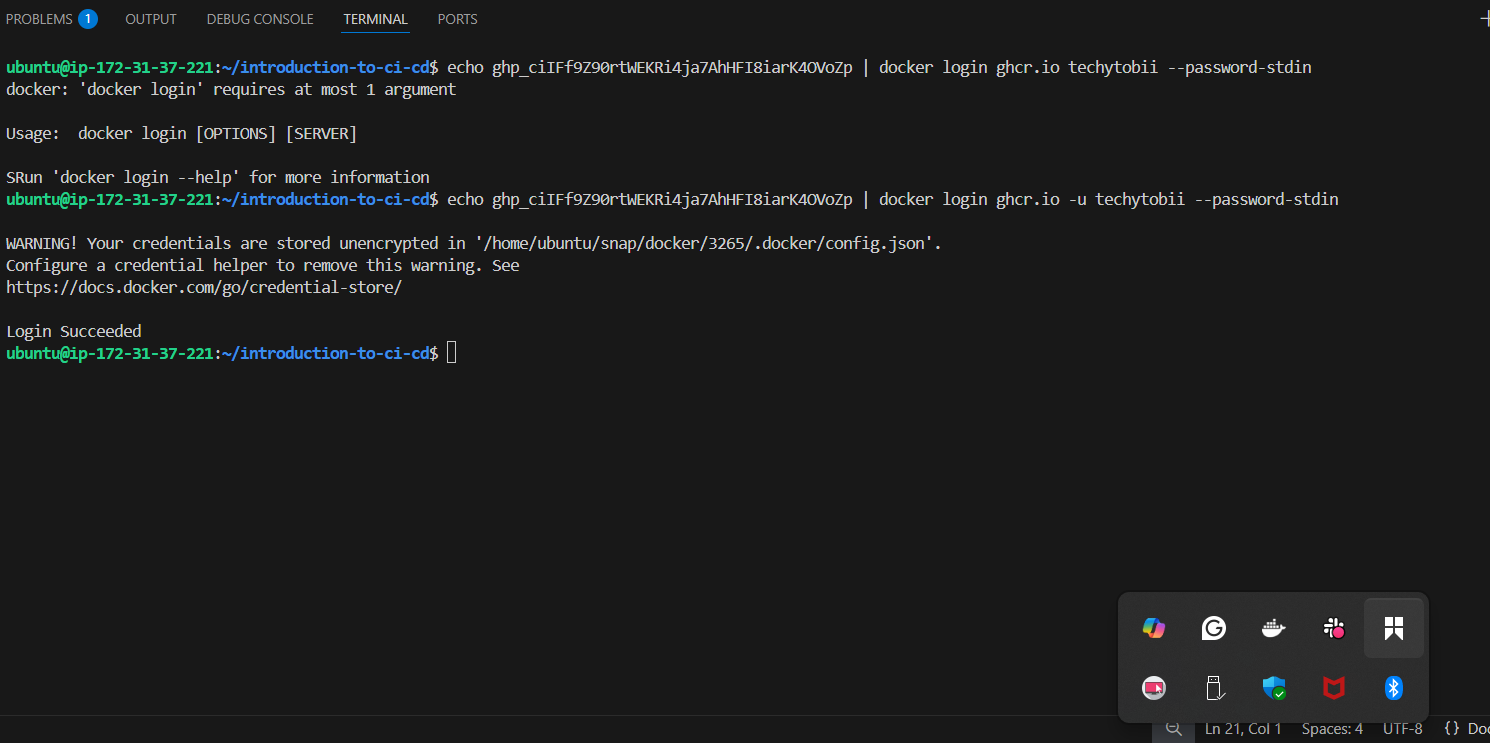 PROBLEMS 1 OUTPUT DEBUG CONSOLE TERMINAL PORTS
ubuntu@ip-172-31-37-221:~/introduction-to-ci-cd$ echo 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 | docker login ghcr.io techytobii --password-stdin
docker: 'docker login' requires at most 1 argument
Usage:  docker login [OPTIONS] [SERVER]
SRun 'docker login --help' for more information
ubuntu@ip-172-31-37-221:~/introduction-to-ci-cd$ echo 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 | docker login ghcr.io -u techytobii --password-stdin
WARNING! Your credentials are stored unencrypted in '/home/ubuntu/snap/docker/3265/.docker/config.json'.
Configure a credential helper to remove this warning. See
https://docs.docker.com/go/credential-store/
Login Succeeded
ubuntu@ip-172-31-37-221:~/introduction-to-ci-cd$
Ln 21, Col 1 Spaces: 4 UTF-8 {} Doc